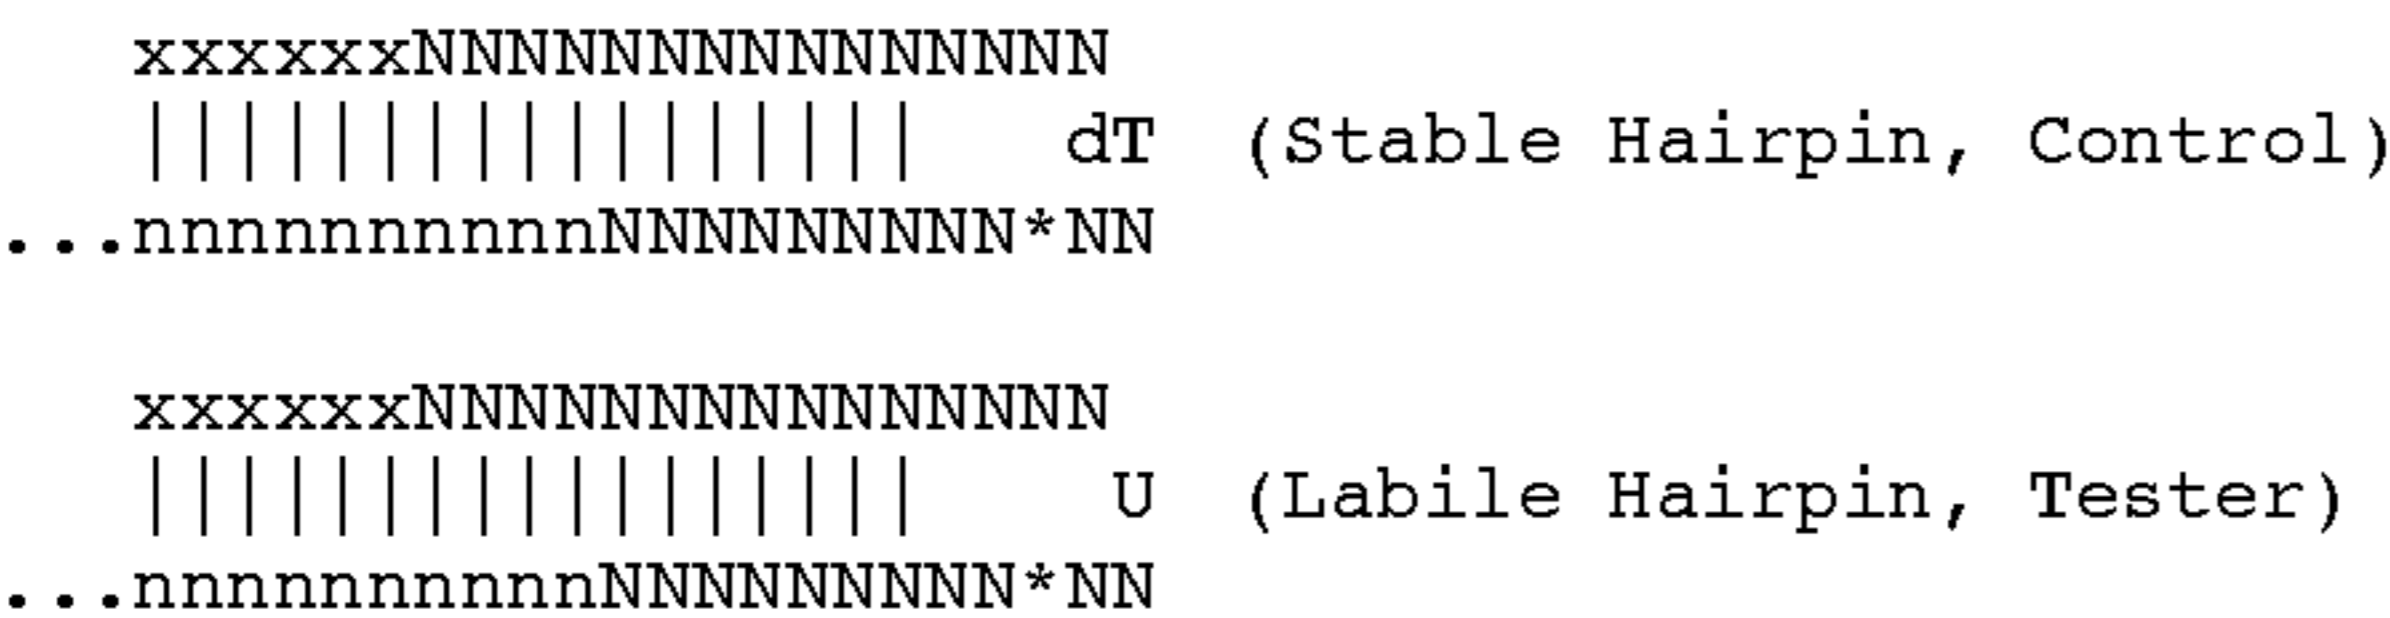 xxxxxxNNNNNNNNNNNNNNN
||||||||||||||||| dT (Stable Hairpin, Control)
...nnnnnnnnnnNNNNNNNNN*NN
xxxxxxNNNNNNNNNNNNNNN
||||||||||||||||| U (Labile Hairpin, Tester)
...nnnnnnnnnnNNNNNNNNN*NN